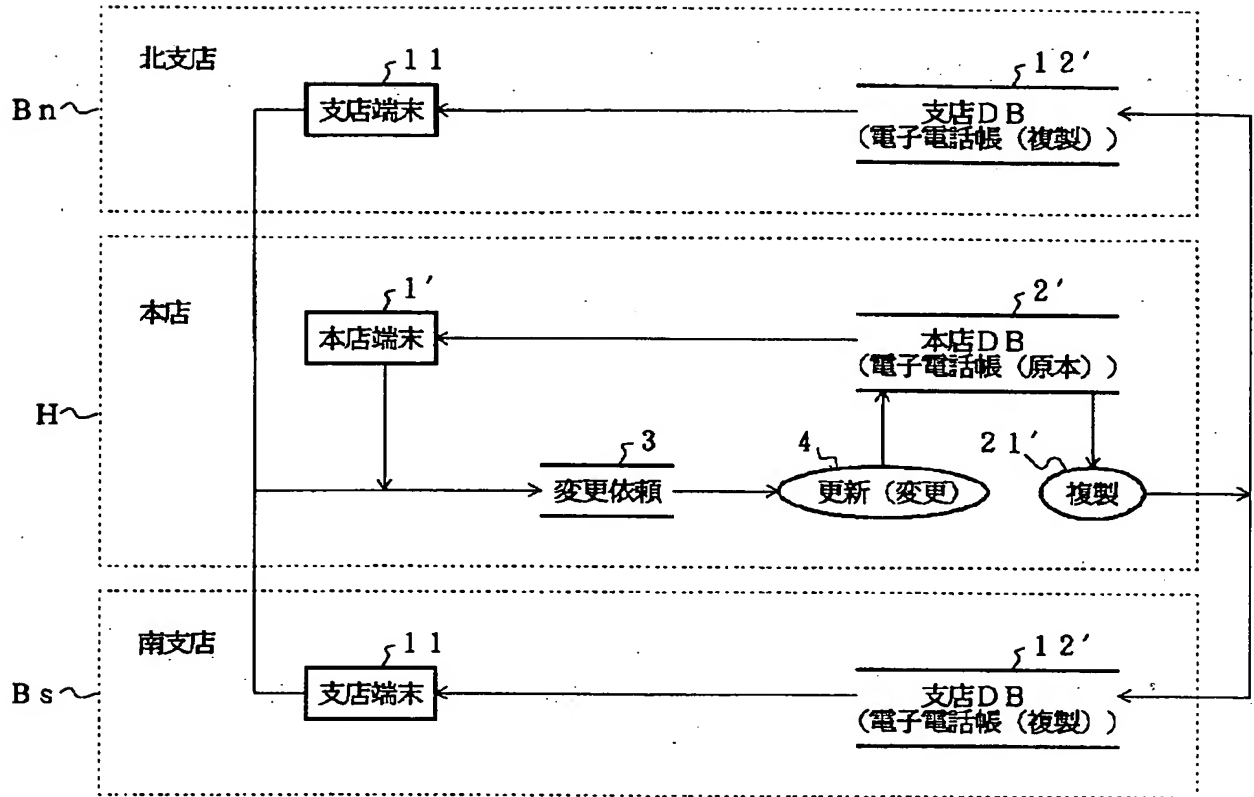 北支店
11
12'
Bn
支店端末
支店DB
(電子電話帳(複製))
本店
1'
2'
本店端末
本店DB
(電子電話帳(原本))
H
3
4
21'
変更依頼
更新(変更)
複製
南支店
11
12'
Bs
支店端末
支店DB
(電子電話帳(複製))